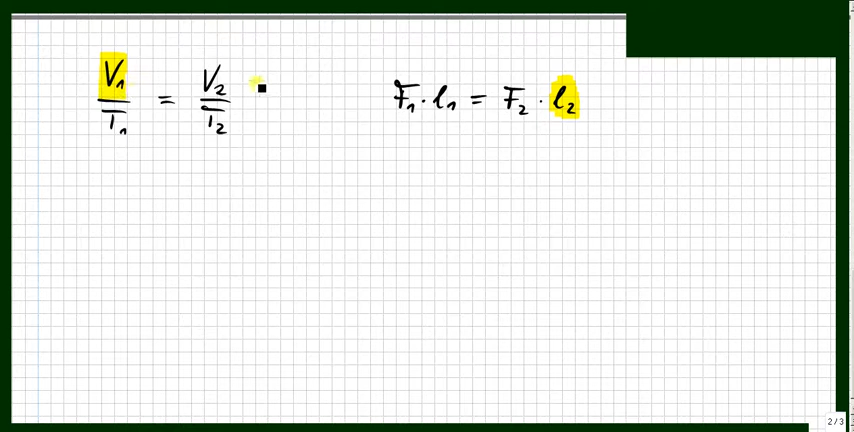 V₁/T₁ = V₂/T₂
F₁ · l₁ = F₂ · l₂
2/3